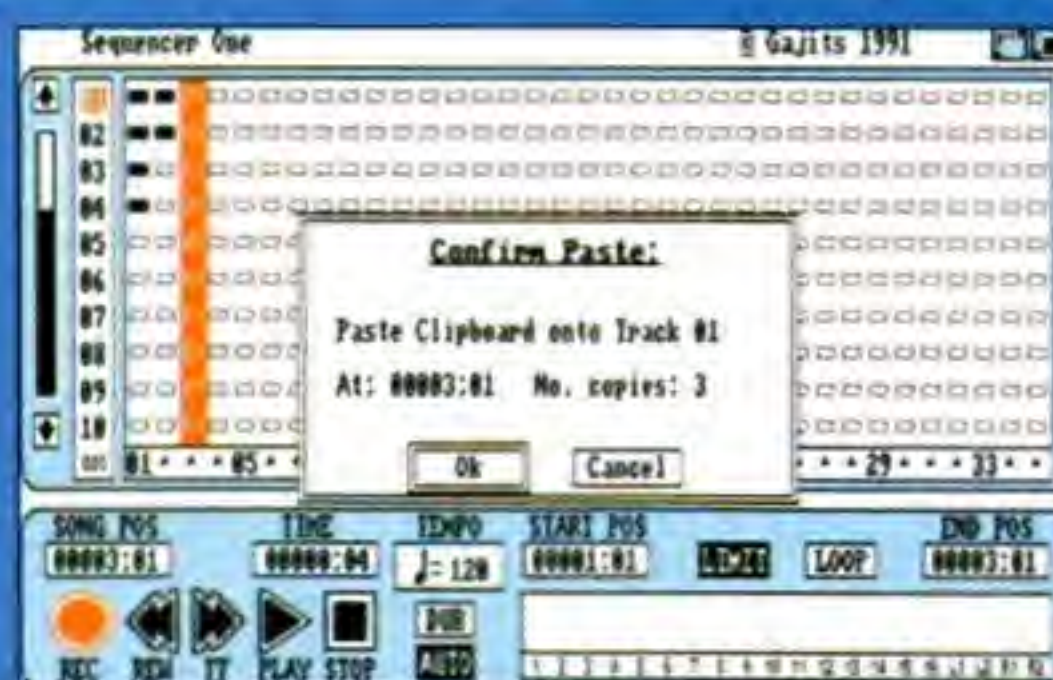 Sequencer One
© Gajits 1991
02
03
04
05
06
07
08
09
10
Confirm Paste:
Paste Clipboard onto Track 01
At: 00003:01 No. copies: 3
Ok Cancel
01 • • • 05 • • • • 29 • • • 33 • •
SONG POS TIME TEMPO START POS END POS
00003:01 00000:04 ♩=120 00001:01 LOOP 00003:01
DUB
REC REW FF PLAY STOP AUTO